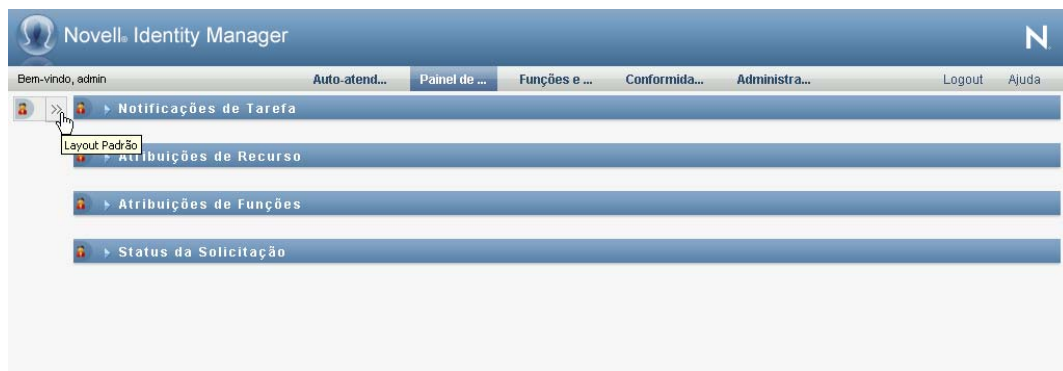 Novell® Identity Manager
N
Bem-vindo, admin Auto-atend... Painel de ... Funções e ... Conformida... Administra... Logout Ajuda
Notificações de Tarefa
Layout Padrão
Atribuições de Recurso
Atribuições de Funções
Status da Solicitação